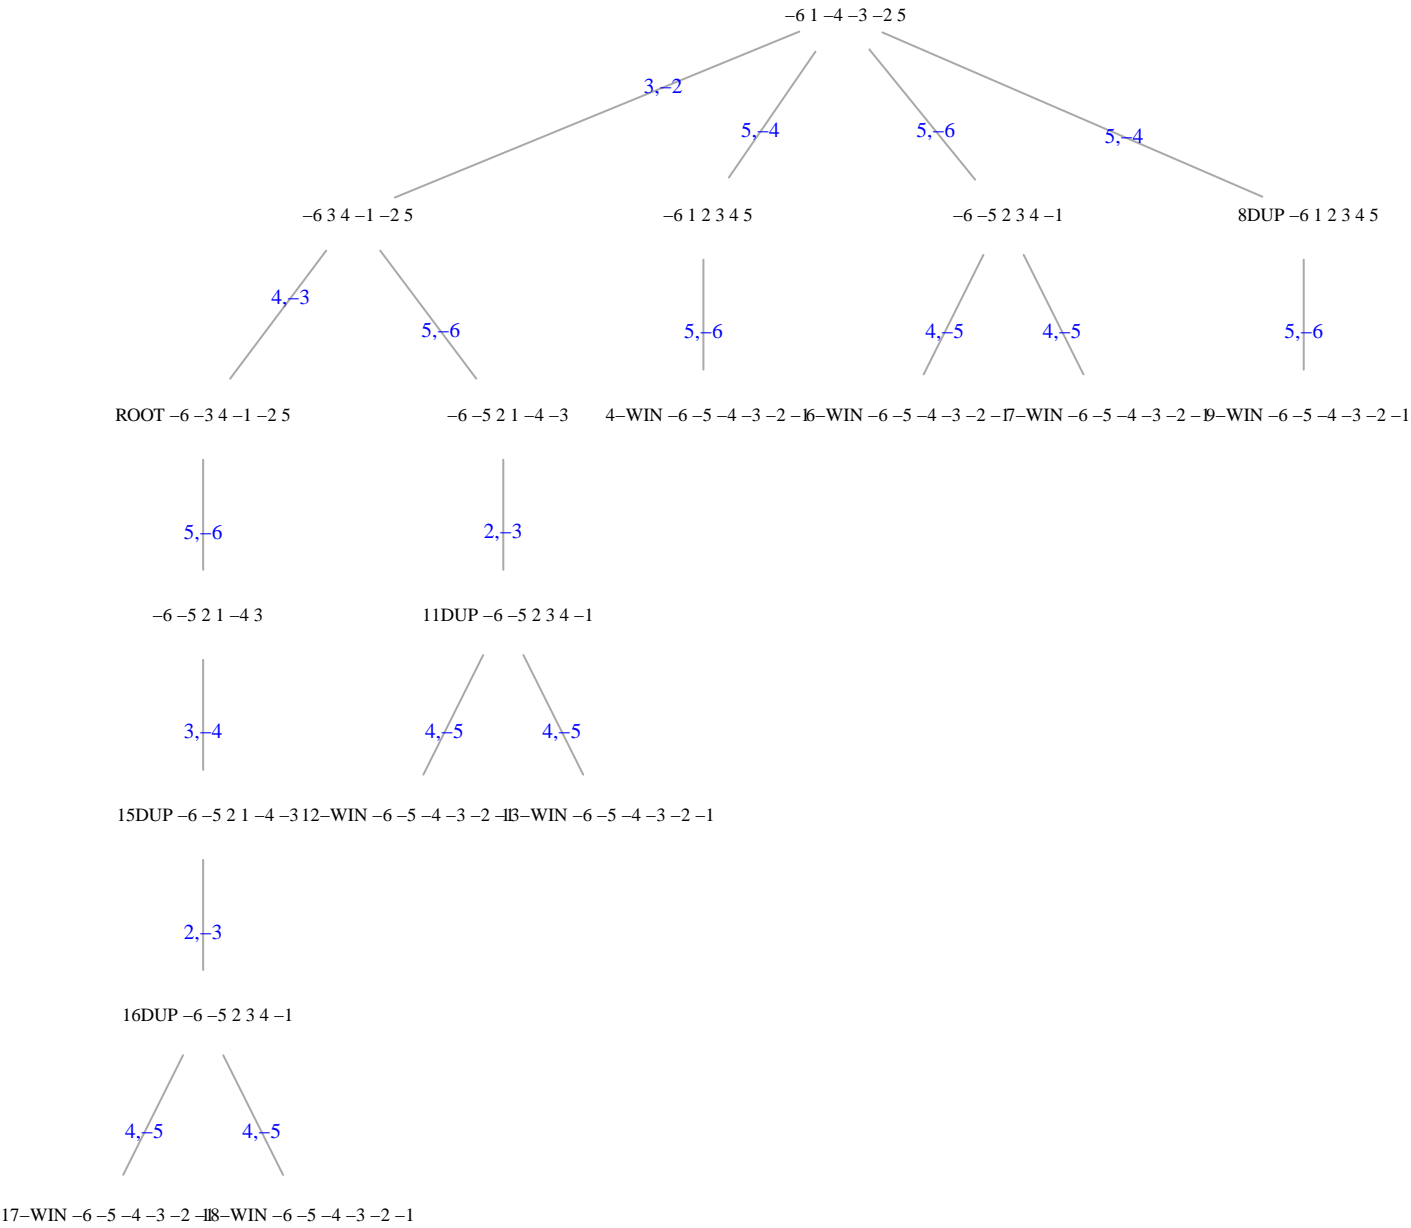 −6 1 −4 −3 −2 5
3,−2
5,−4
5,−6
5,−4
−6 3 4 −1 −2 5
−6 1 2 3 4 5
−6 −5 2 3 4 −1
8DUP −6 1 2 3 4 5
4,−3
5,−6
5,−6
4,−5
4,−5
5,−6
ROOT −6 −3 4 −1 −2 5
−6 −5 2 1 −4 −3
4−WIN −6 −5 −4 −3 −2 −1
6−WIN −6 −5 −4 −3 −2 −1
7−WIN −6 −5 −4 −3 −2 −1
9−WIN −6 −5 −4 −3 −2 −1
5,−6
2,−3
−6 −5 2 1 −4 3
11DUP −6 −5 2 3 4 −1
3,−4
4,−5
4,−5
15DUP −6 −5 2 1 −4 −3
12−WIN −6 −5 −4 −3 −2 −1
13−WIN −6 −5 −4 −3 −2 −1
2,−3
16DUP −6 −5 2 3 4 −1
4,−5
4,−5
17−WIN −6 −5 −4 −3 −2 −1
18−WIN −6 −5 −4 −3 −2 −1